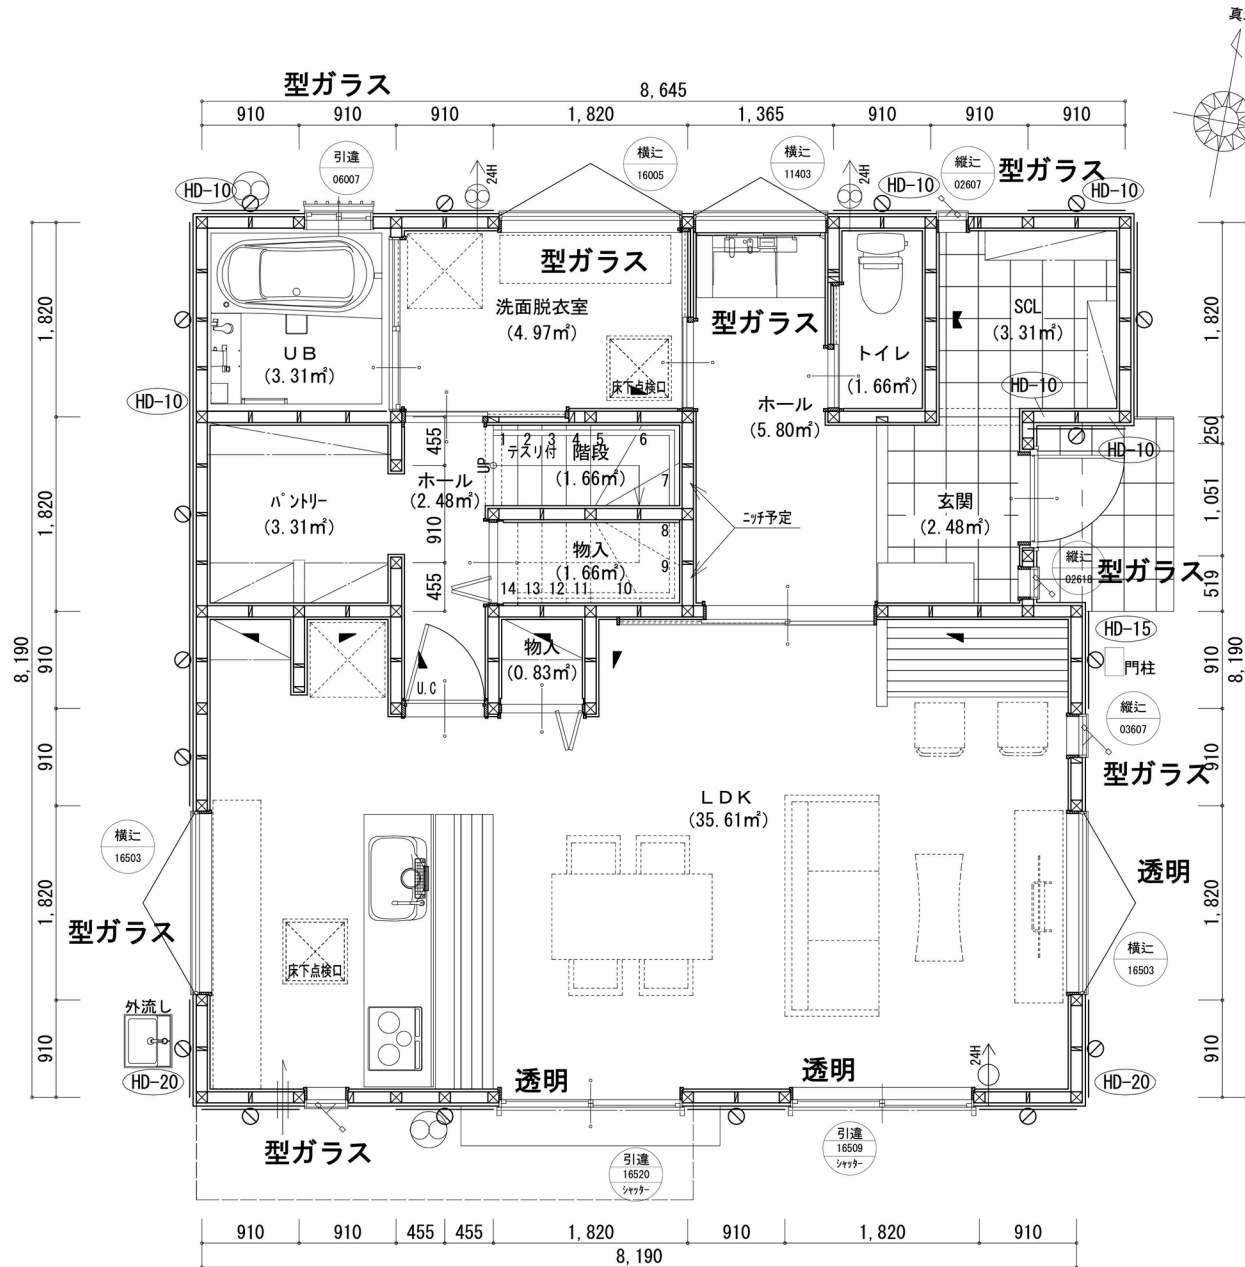 真
型ガラス
8,645
910
910
910
1,820
1,365
910
910
910
引違
06007
24H
横辷
16005
横辷
11403
24H
縦辷
02607
型ガラス
HD-10
HD-10
HD-10
型ガラス
洗面脱衣室
(4.97㎡)
床下点検口
UB
(3.31㎡)
型ガラス
ホール
(5.80㎡)
トイレ
(1.66㎡)
SCL
(3.31㎡)
HD-10
HD-10
HD-10
1,820
1,820
910
910
1,820
910
8,190
1,820
250
1,051
519
910
910
1,820
910
8,190
パントリー
(3.31㎡)
455
ホール
(2.48㎡)
910
455
UP
1 2 3 4 5 6
テスリ付
階段
(1.66㎡)
7
8
9
物入
(1.66㎡)
14 13 12 11 10
ニッチ予定
玄関
(2.48㎡)
縦辷
02618
型ガラス
HD-15
門柱
縦辷
03607
型ガラス
U.C
物入
(0.83㎡)
LDK
(35.61㎡)
横辷
16503
型ガラス
床下点検口
透明
横辷
16503
外流し
HD-20
24H
HD-20
透明
透明
型ガラス
引違
16520
シャッター
引違
16509
シャッター
910
910
455
455
1,820
910
1,820
910
8,190